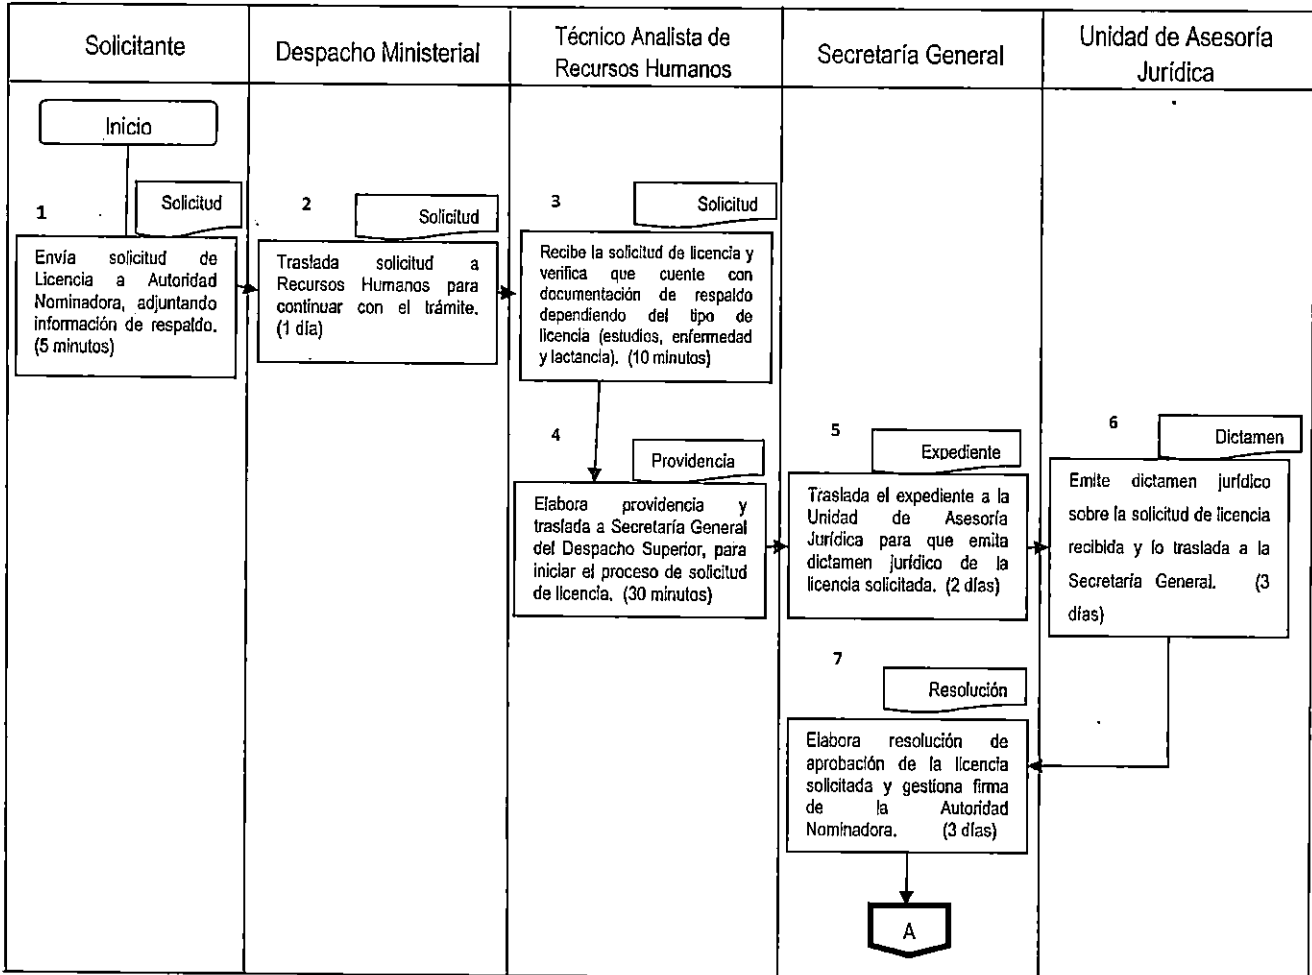 Solicitante
Despacho Ministerial
Técnico Analista de
Recursos Humanos
Secretaría General
Unidad de Asesoría
Jurídica
Inicio
1
Solicitud
Envía solicitud de
Licencia a Autoridad
Nominadora, adjuntando
información de respaldo.
(5 minutos)
2
Solicitud
Traslada solicitud a
Recursos Humanos para
continuar con el trámite.
(1 día)
3
Solicitud
Recibe la solicitud de licencia y
verifica que cuente con
documentación de respaldo
dependiendo del tipo de
licencia (estudios, enfermedad
y lactancia). (10 minutos)
4
Providencia
Elabora providencia y
traslada a Secretaría General
del Despacho Superior, para
iniciar el proceso de solicitud
de licencia. (30 minutos)
5
Expediente
Traslada el expediente a la
Unidad de Asesoría
Jurídica para que emita
dictamen jurídico de la
licencia solicitada. (2 días)
6
Dictamen
Emite dictamen jurídico
sobre la solicitud de licencia
recibida y lo traslada a la
Secretaría General. (3
días)
7
Resolución
Elabora resolución de
aprobación de la licencia
solicitada y gestiona firma
de la Autoridad
Nominadora. (3 días)
A